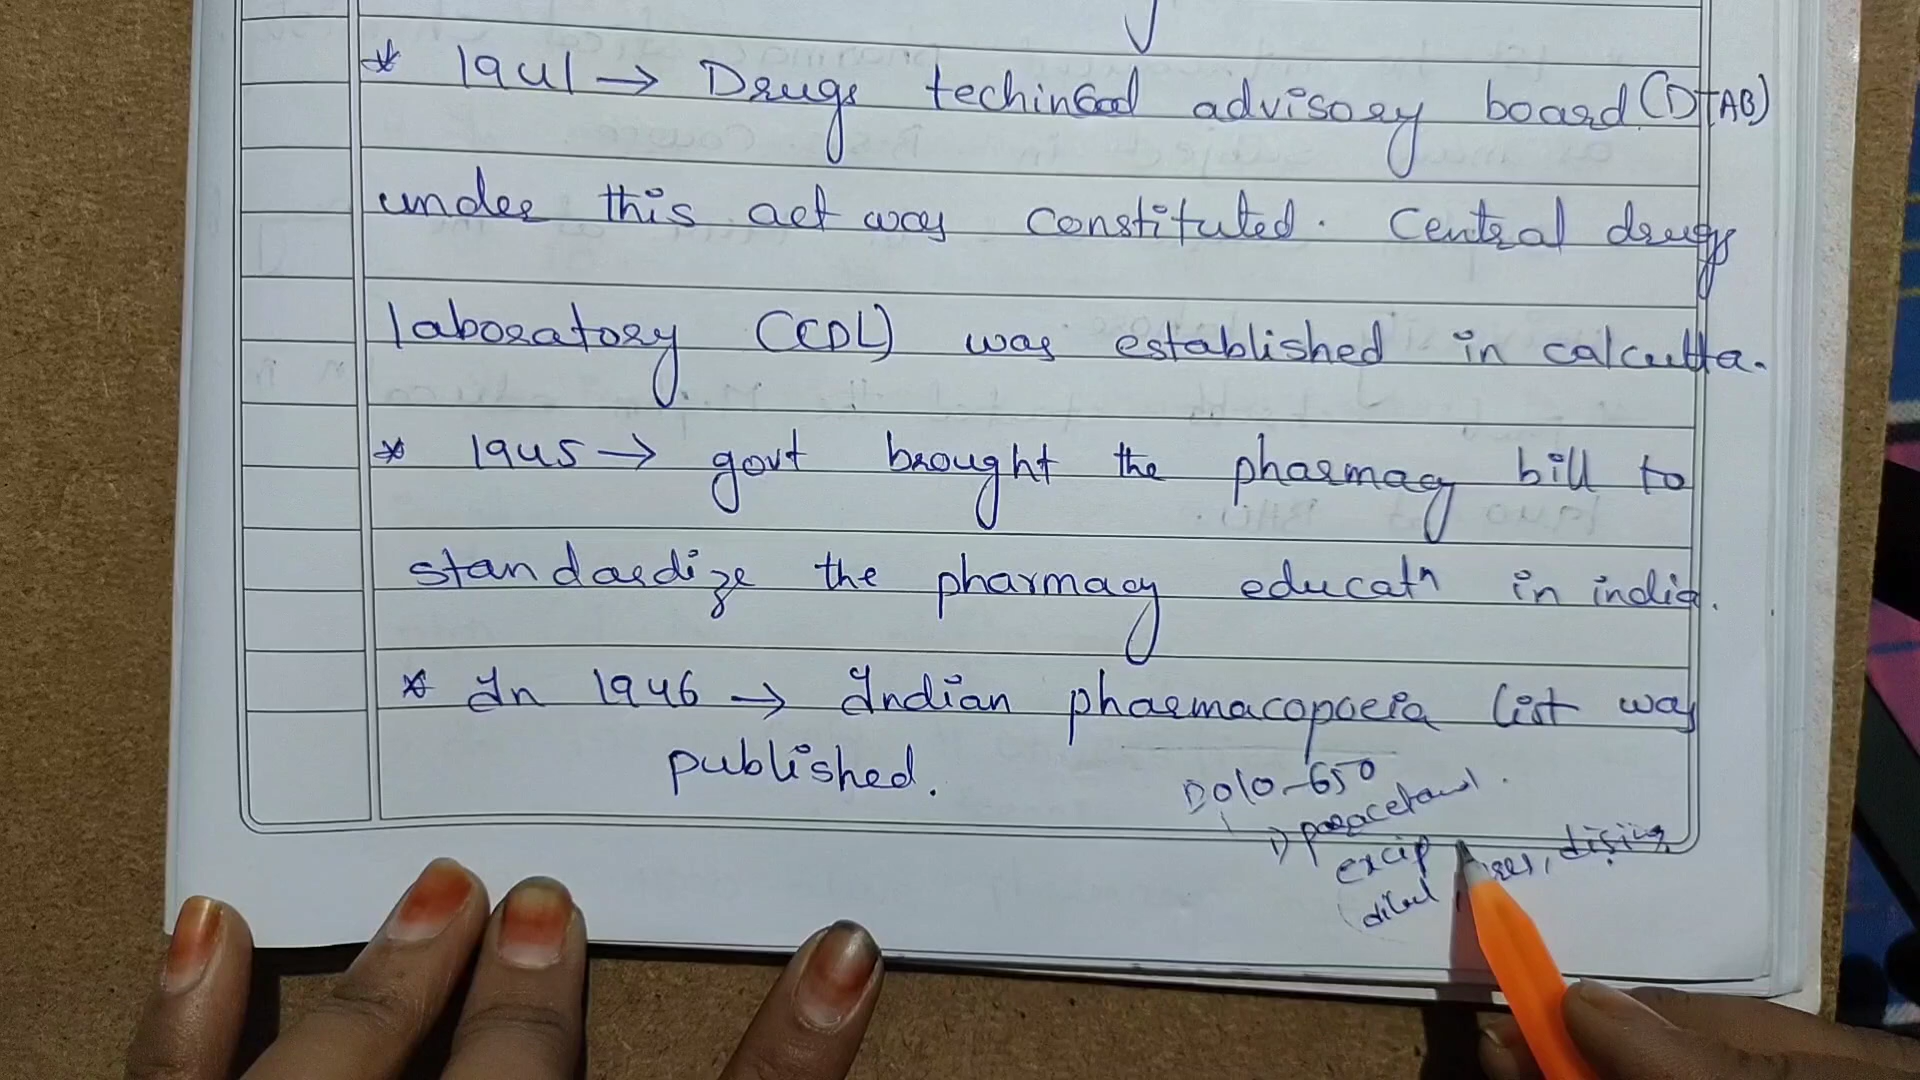 * 1941 → Drugs techincal advisory board (DTAB)
under this act was constituted. Central drugs
laboratory (CDL) was established in calcutta.
* 1945 → govt brought the pharmacy bill to
standardize the pharmacy educatn in india.
* In 1946 → Indian pharmacopoeia list was
published.
Dolo-650
1) paracetamol
excip
dilu